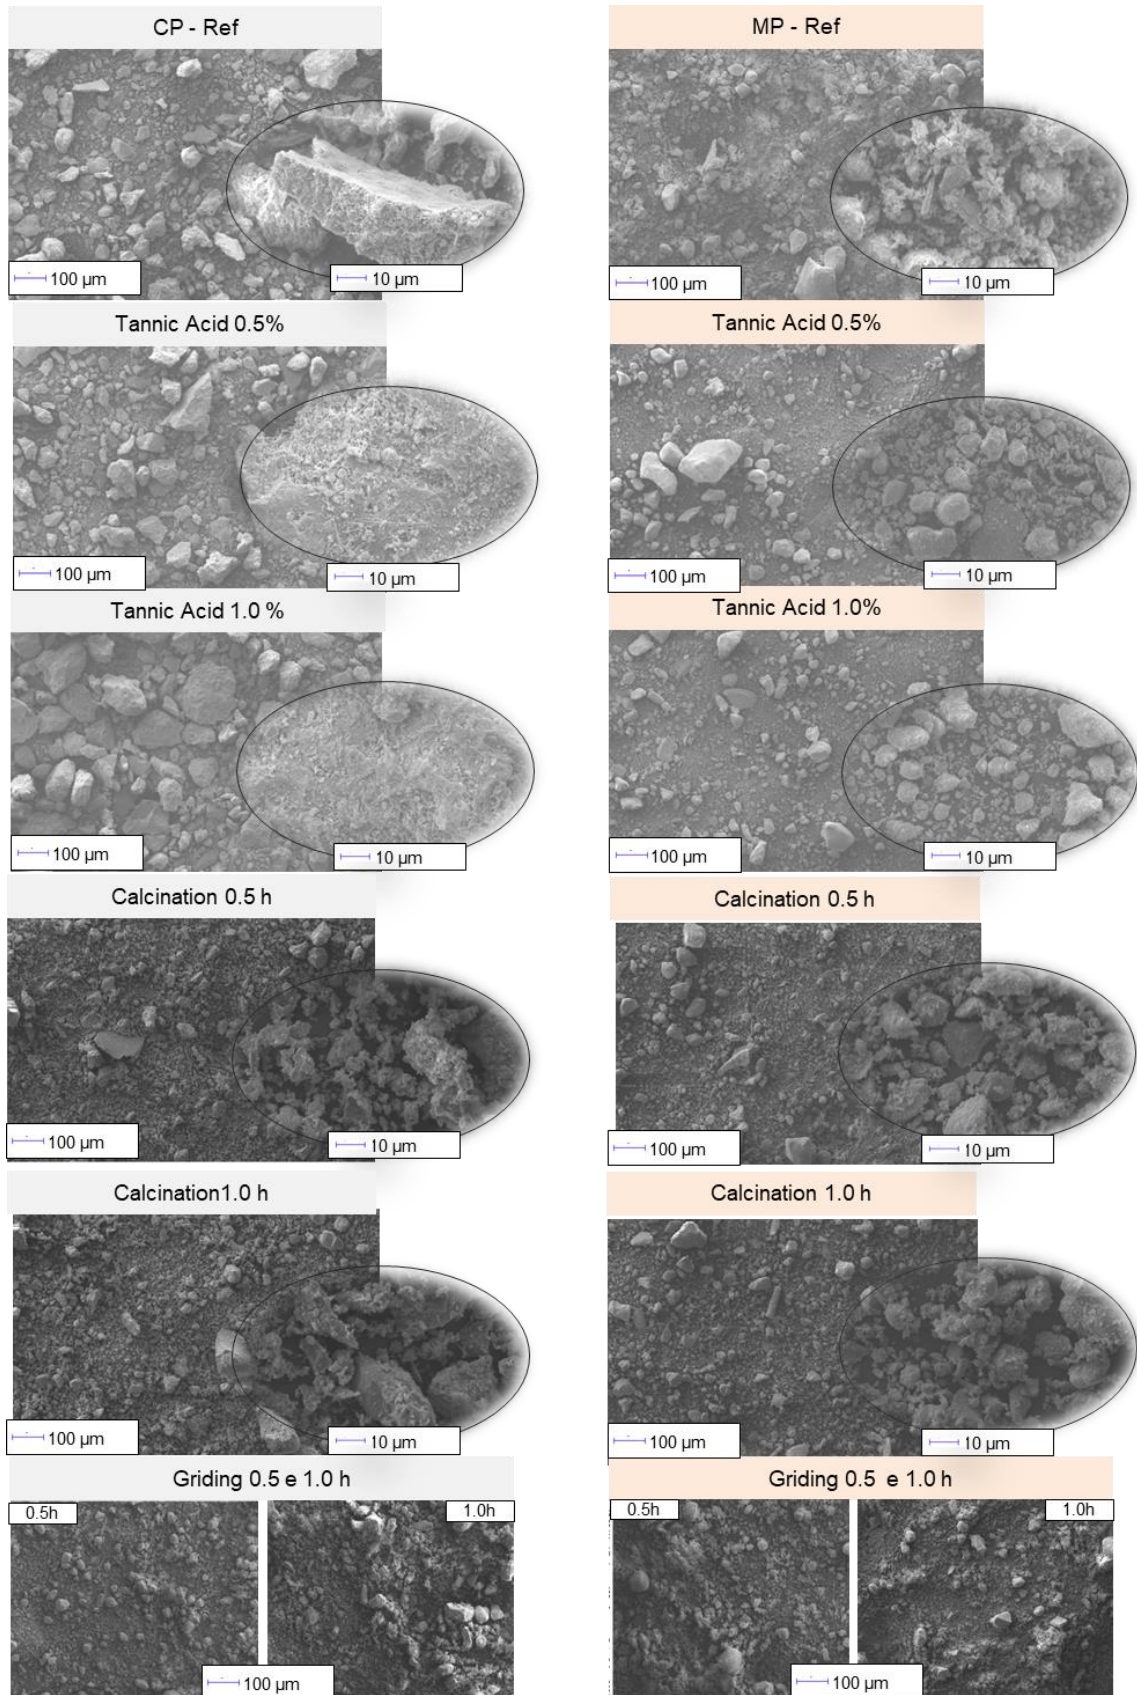 CP - Ref
MP - Ref
100 µm
10 µm
100 µm
10 µm
Tannic Acid 0.5%
Tannic Acid 0.5%
100 µm
10 µm
100 µm
10 µm
Tannic Acid 1.0 %
Tannic Acid 1.0%
100 µm
10 µm
100 µm
10 µm
Calcination 0.5 h
Calcination 0.5 h
100 µm
10 µm
100 µm
10 µm
Calcination1.0 h
Calcination 1.0 h
100 µm
10 µm
100 µm
10 µm
Griding 0.5 e 1.0 h
Griding 0.5 e 1.0 h
0.5h
1.0h
0.5h
1.0h
100 µm
100 µm